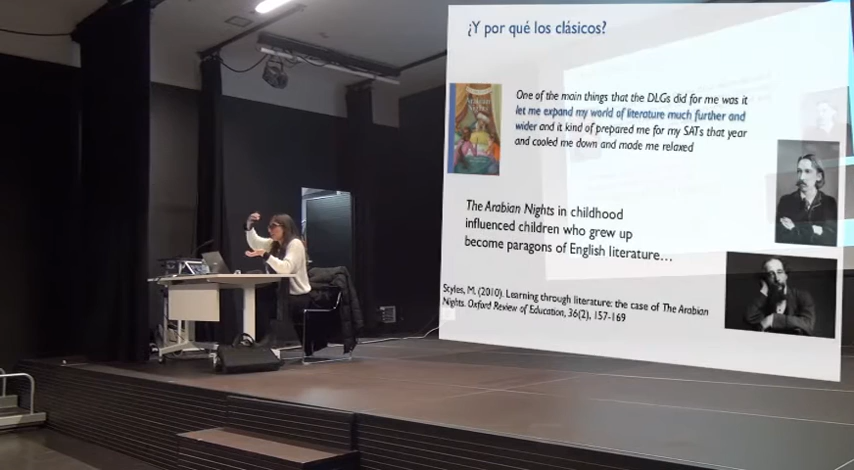 ¿Y por qué los clásicos?
Arabian
Nights
One of the main things that the DLGs did for me was it
let me expand my world of literature much further and
wider and it kind of prepared me for my SATs that year
and cooled me down and made me relaxed
The Arabian Nights in childhood
influenced children who grew up
become paragons of English literature…
Styles, M. (2010). Learning through literature: the case of The Arabian
Nights. Oxford Review of Education, 36(2), 157-169